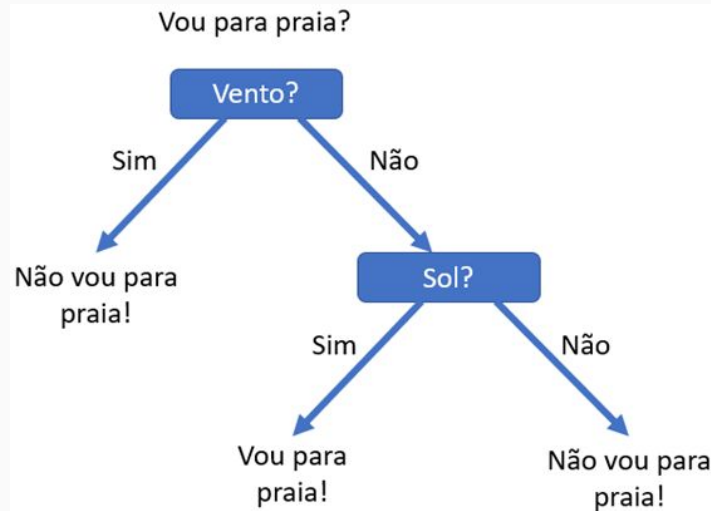 Vou para praia?
Vento?
Sim
Não
Não vou para
praia!
Sol?
Sim
Não
Vou para
praia!
Não vou para
praia!